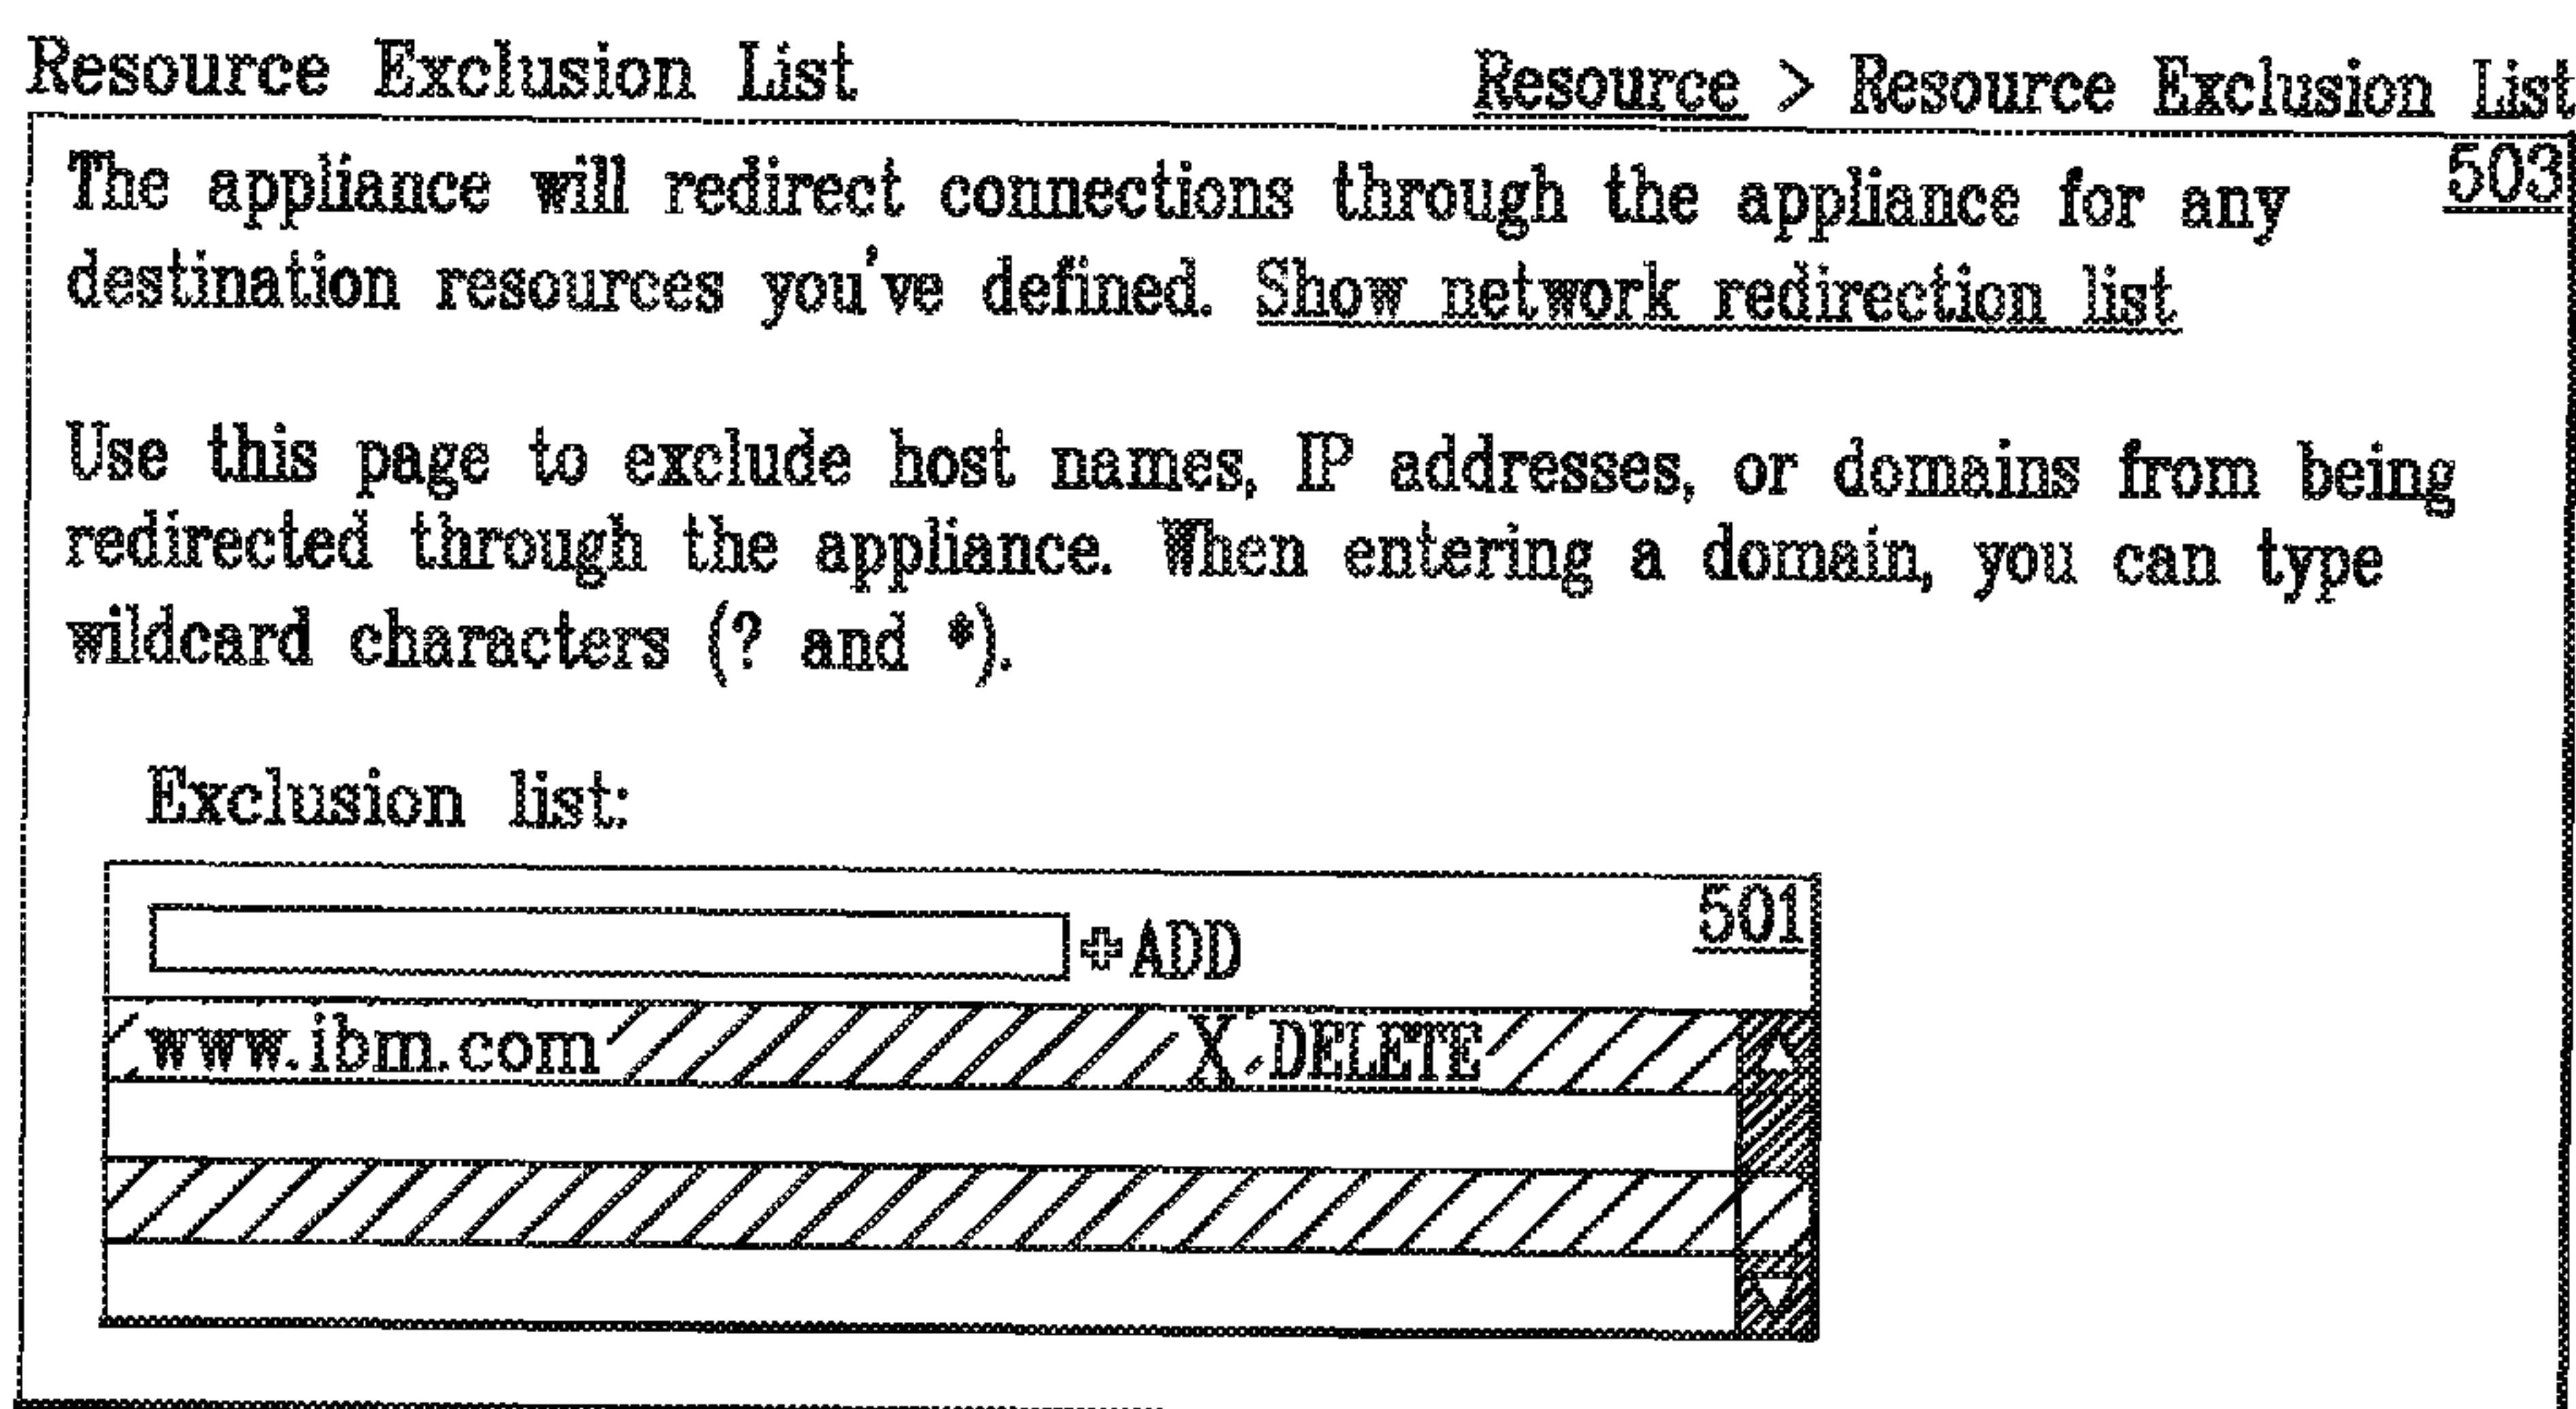 Resource Exclusion List
Resource > Resource Exclusion List
503
The appliance will redirect connections through the appliance for any
destination resources you've defined. Show network redirection list
Use this page to exclude host names, IP addresses, or domains from being
redirected through the appliance. When entering a domain, you can type
wildcard characters (? and *).
Exclusion list:
501
+ADD
www.ibm.com X DELETE